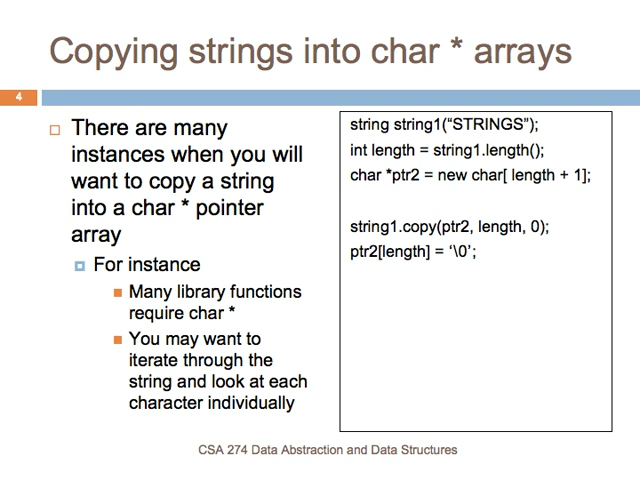 Copying strings into char * arrays
4
There are many
instances when you will
want to copy a string
into a char * pointer
array
For instance
Many library functions
require char *
You may want to
iterate through the
string and look at each
character individually
string string1(“STRINGS”);
int length = string1.length();
char *ptr2 = new char[ length + 1];
string1.copy(ptr2, length, 0);
ptr2[length] = ‘\0’;
CSA 274 Data Abstraction and Data Structures